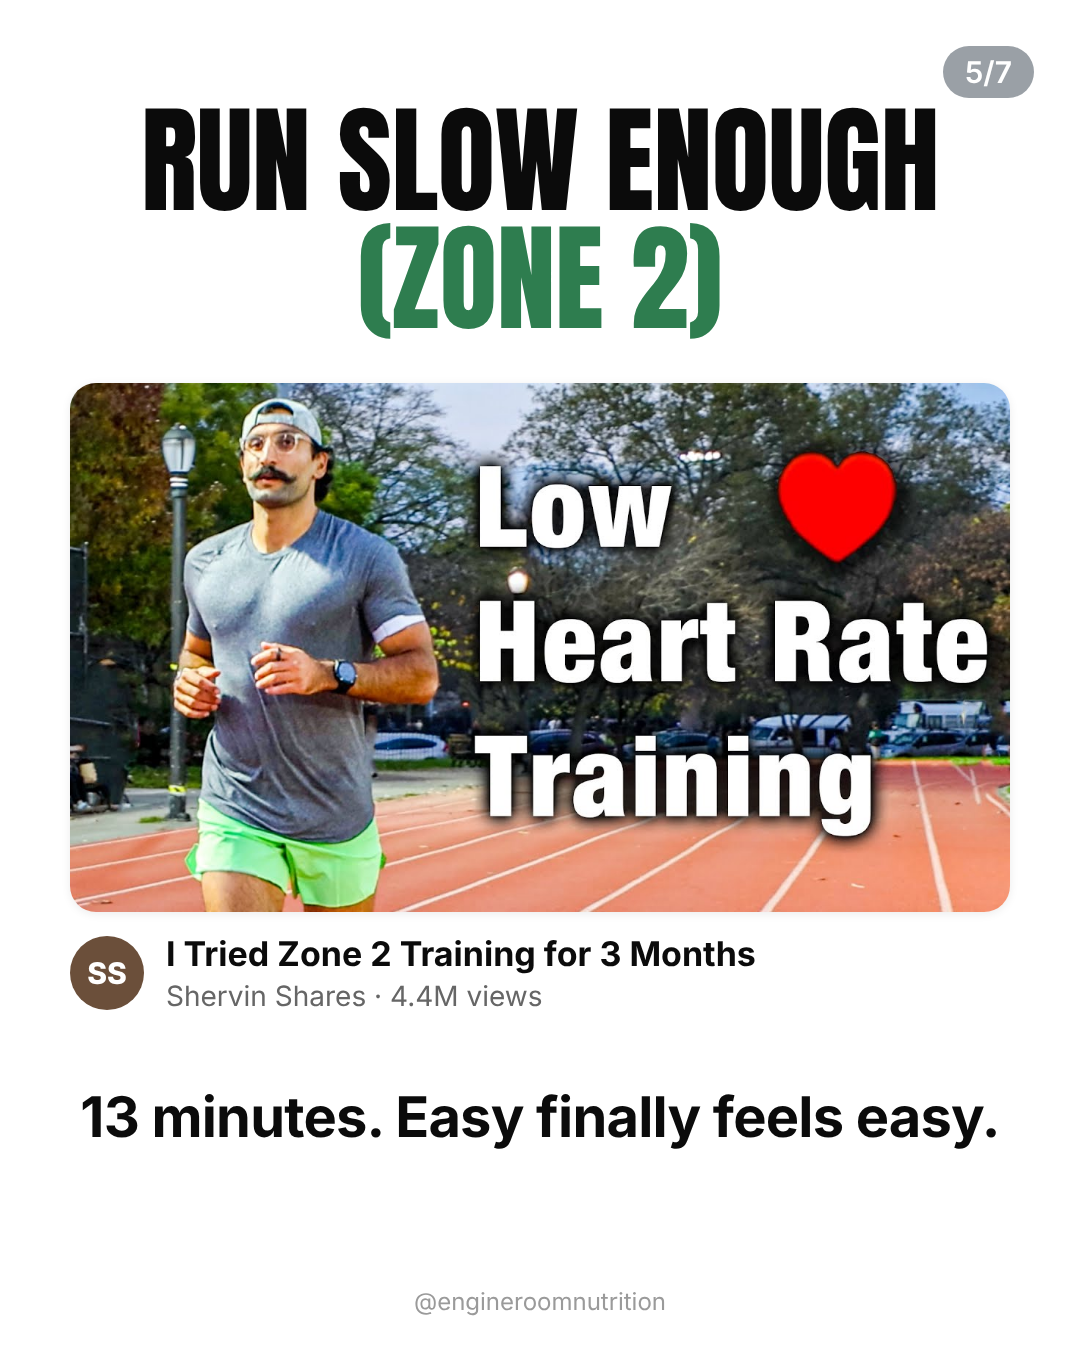 5/7
RUN SLOW ENOUGH
(ZONE 2)
Low
Heart Rate
Training
SS
I Tried Zone 2 Training for 3 Months
Shervin Shares · 4.4M views
13 minutes. Easy finally feels easy.
@engineroomnutrition